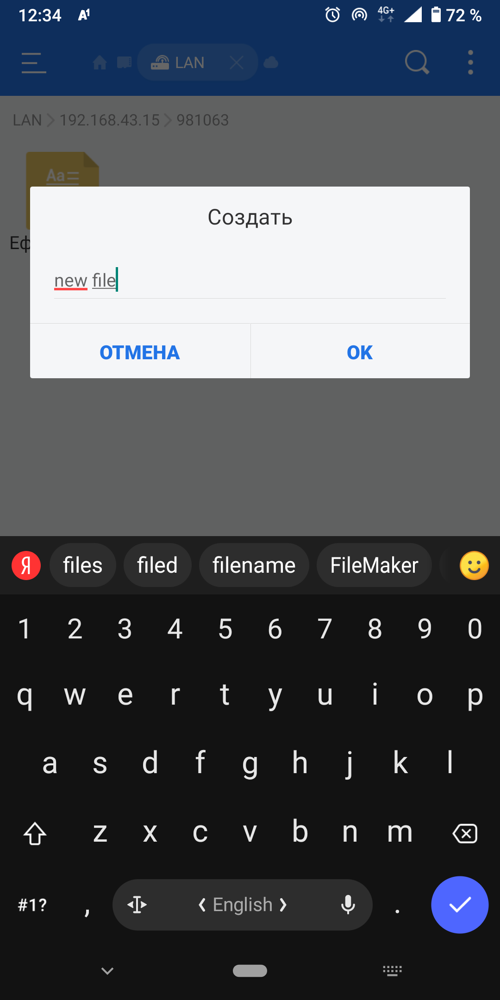 12:34 A1 4G+ 72 %
LAN
LAN 192.168.43.15 981063
Aa
Еф
Создать
new file
ОТМЕНА OK
Я files filed filename FileMaker
1 2 3 4 5 6 7 8 9 0
q w e r t y u i o p
a s d f g h j k l
z x c v b n m
#1? , English .